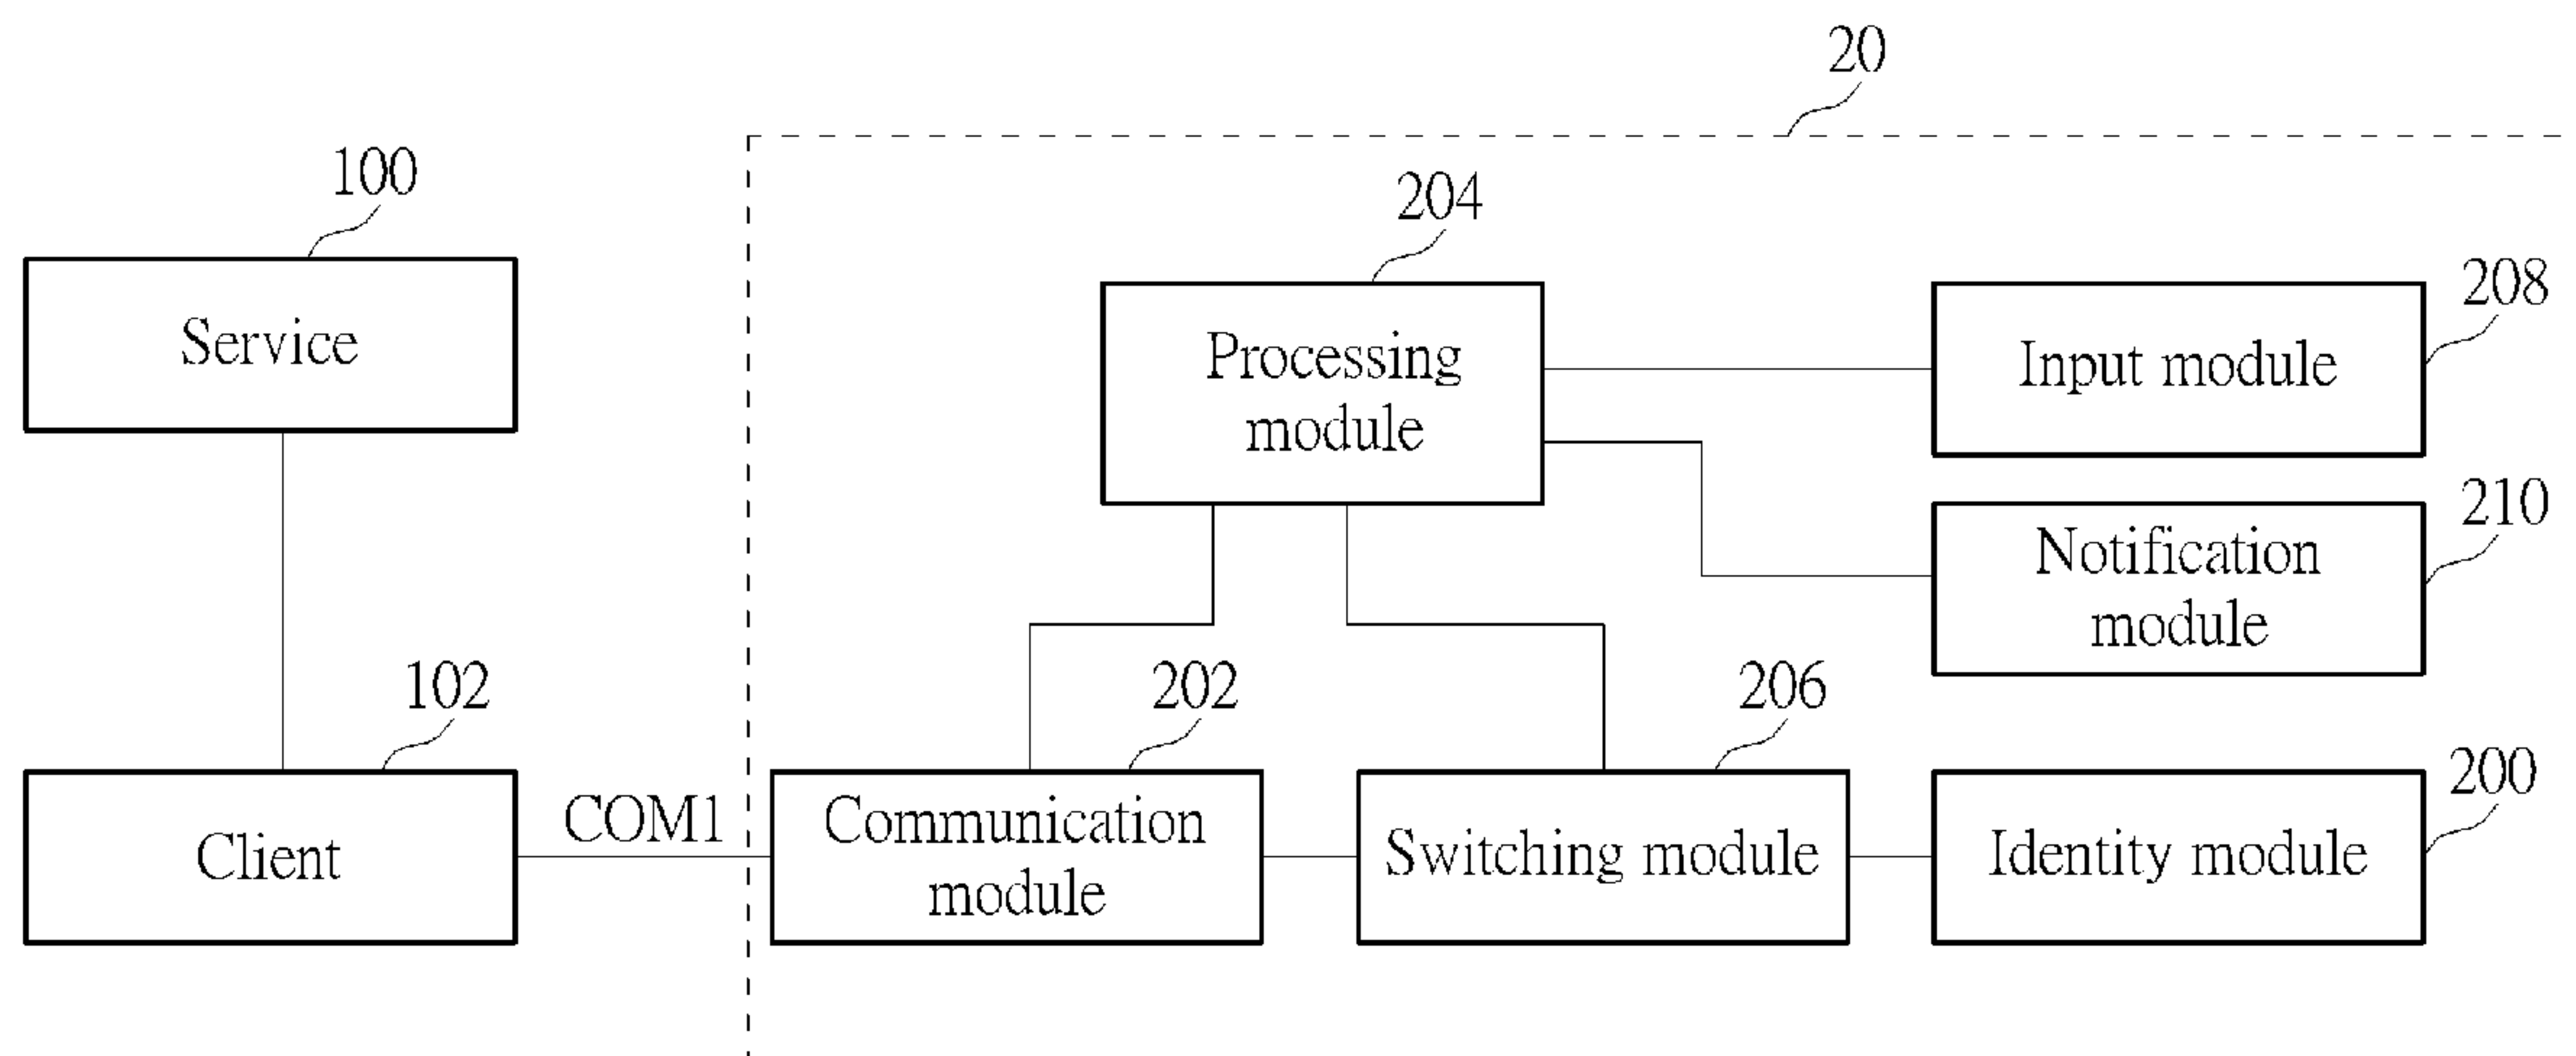 20
100
204
208
Service
Processing
module
Input module
210
Notification
module
102
202
206
200
Client
COM1
Communication
module
Switching module
Identity module